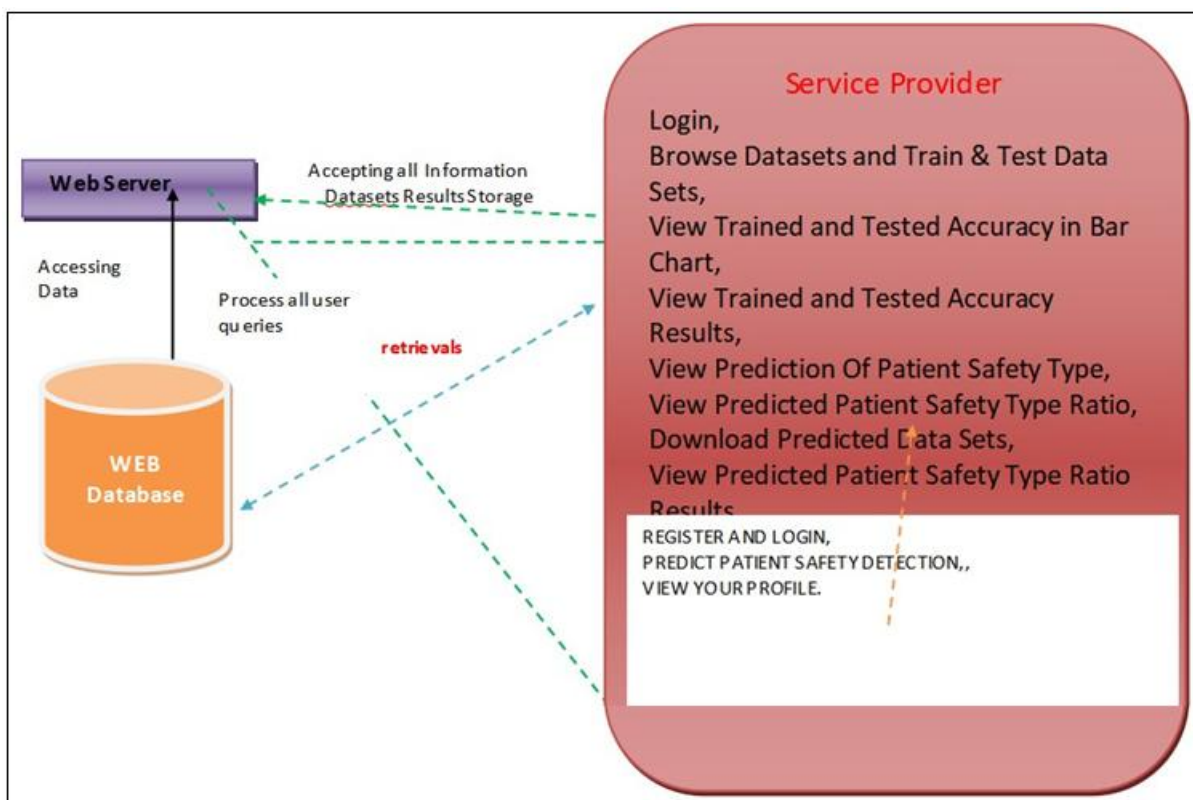 Service Provider
Login,
Browse Datasets and Train & Test Data
Sets,
View Trained and Tested Accuracy in Bar
Chart,
View Trained and Tested Accuracy
Results,
View Prediction Of Patient Safety Type,
View Predicted Patient Safety Type Ratio,
Download Predicted Data Sets,
View Predicted Patient Safety Type Ratio
Results
REGISTER AND LOGIN,
PREDICT PATIENT SAFETY DETECTION,,
VIEW YOUR PROFILE.
Web Server
Accepting all Information
Datasets Results Storage
Accessing
Data
Process all user
queries
retrievals
WEB
Database